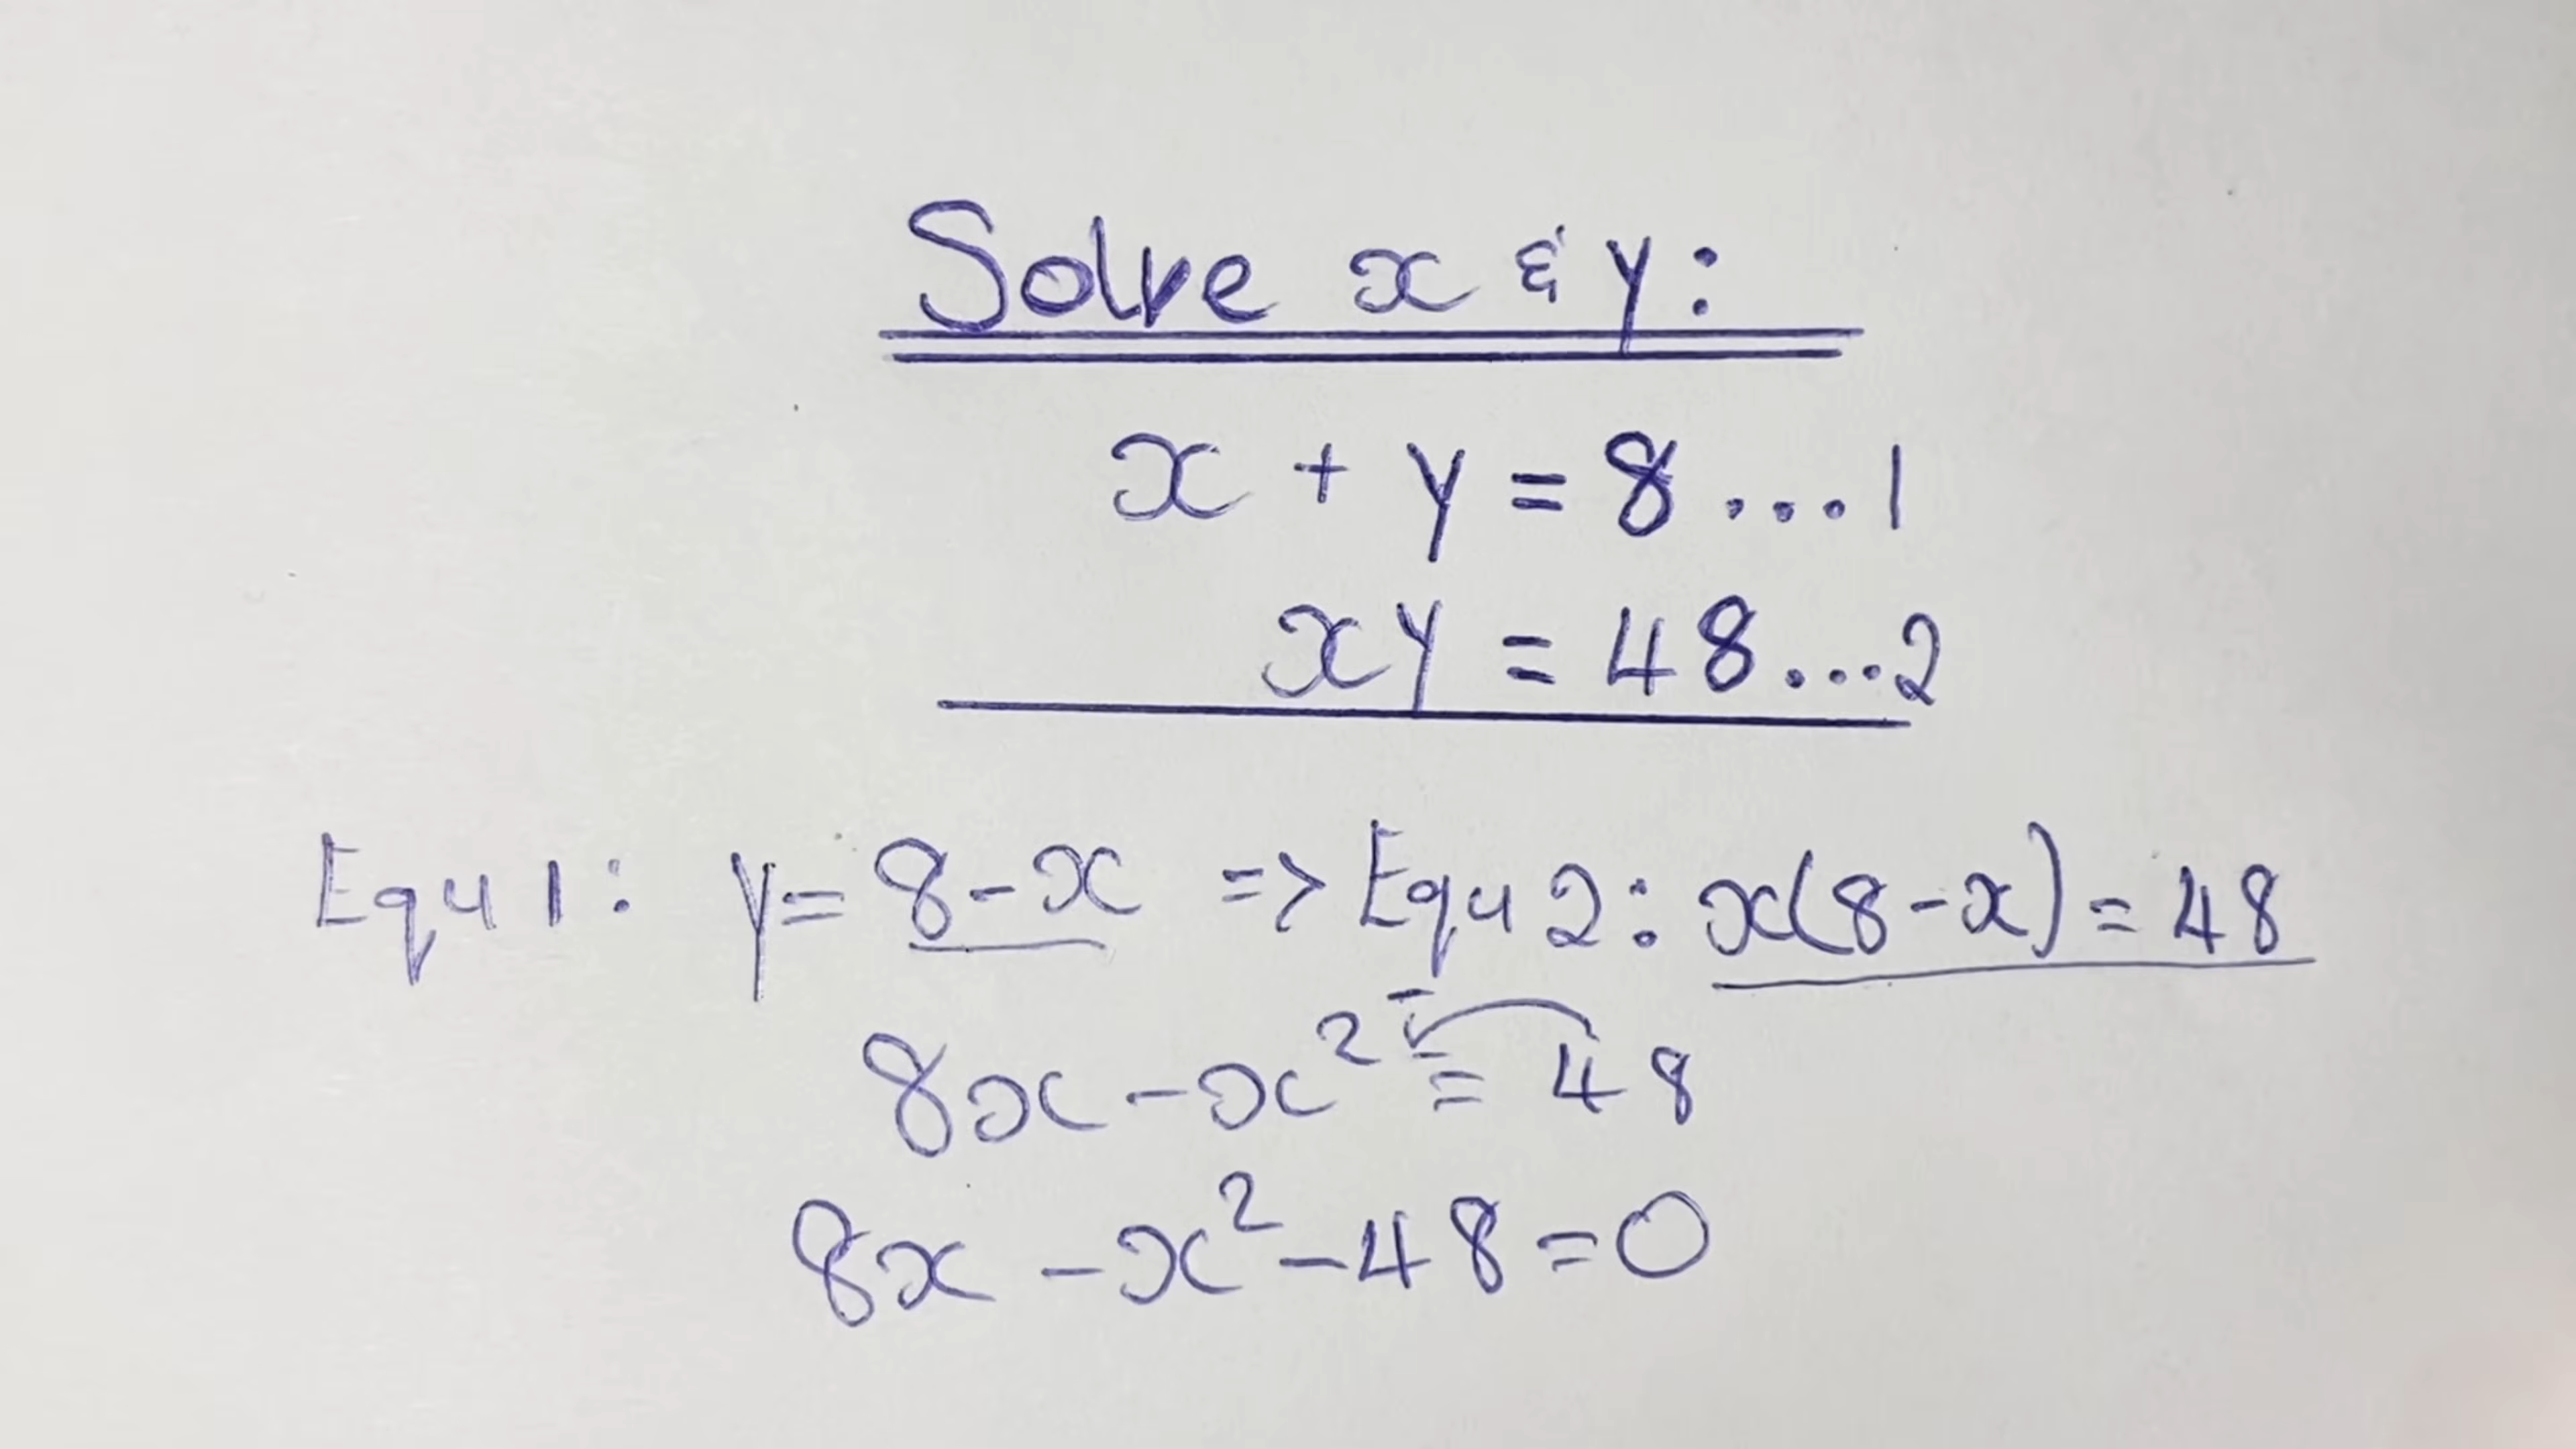 Solve x & y:
x + y = 8 ... 1
xy = 48 ... 2
Equ 1: y = 8 - x => Equ 2: x(8 - x) = 48
8x - x² = 48
8x - x² - 48 = 0